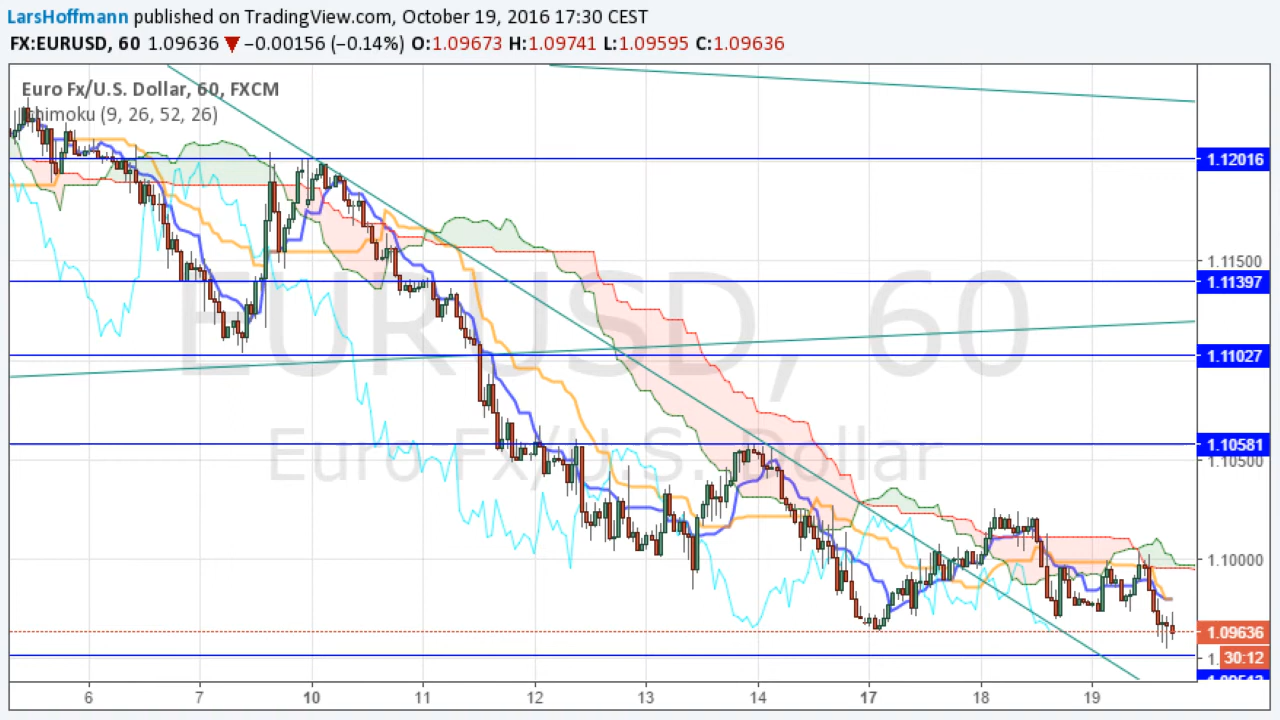 LarsHoffmann published on TradingView.com, October 19, 2016 17:30 CEST
FX:EURUSD, 60 1.09636 ▼ −0.00156 (−0.14%) O:1.09673 H:1.09741 L:1.09595 C:1.09636
Euro Fx/U.S. Dollar, 60, FXCM
Ichimoku (9, 26, 52, 26)
EURUSD, 60
Euro Fx/U.S. Dollar
1.12016
1.11500
1.11397
1.11027
1.10581
1.10500
1.10000
1.09636
30:12
6 7 10 11 12 13 14 17 18 19